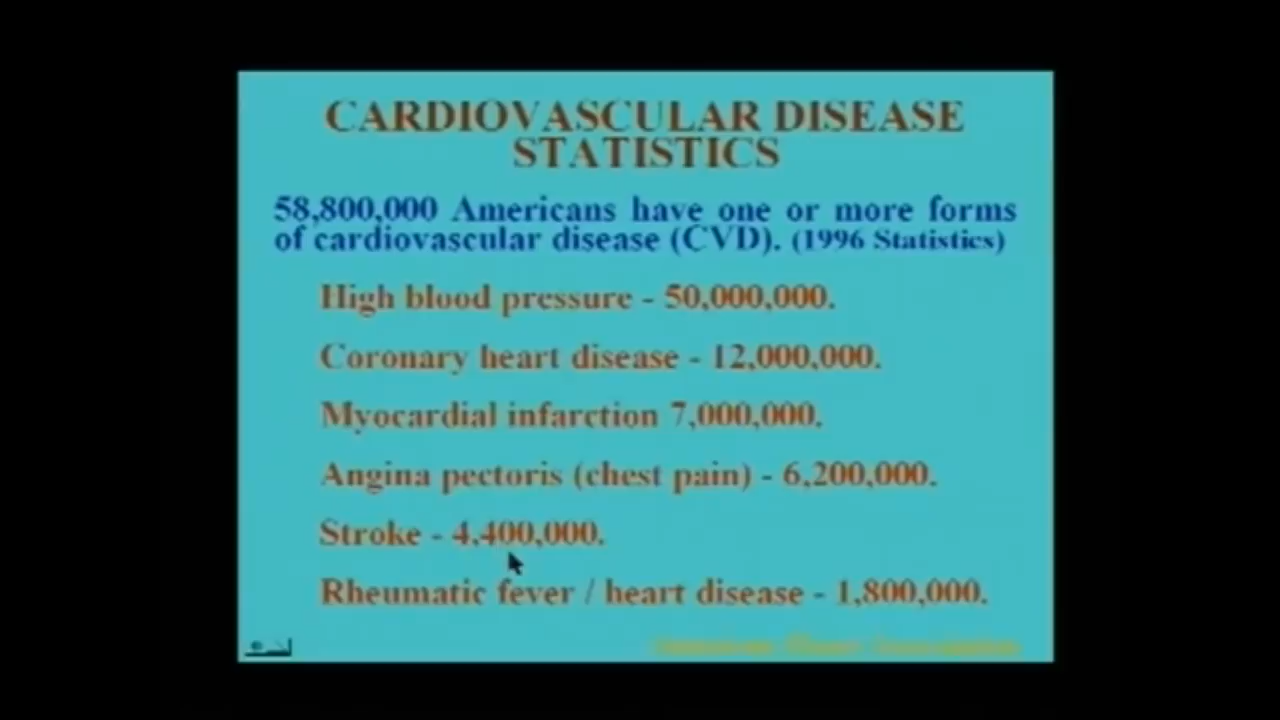 CARDIOVASCULAR DISEASE
STATISTICS
58,800,000 Americans have one or more forms
of cardiovascular disease (CVD). (1996 Statistics)
High blood pressure - 50,000,000.
Coronary heart disease - 12,000,000.
Myocardial infarction 7,000,000.
Angina pectoris (chest pain) - 6,200,000.
Stroke - 4,400,000.
Rheumatic fever / heart disease - 1,800,000.